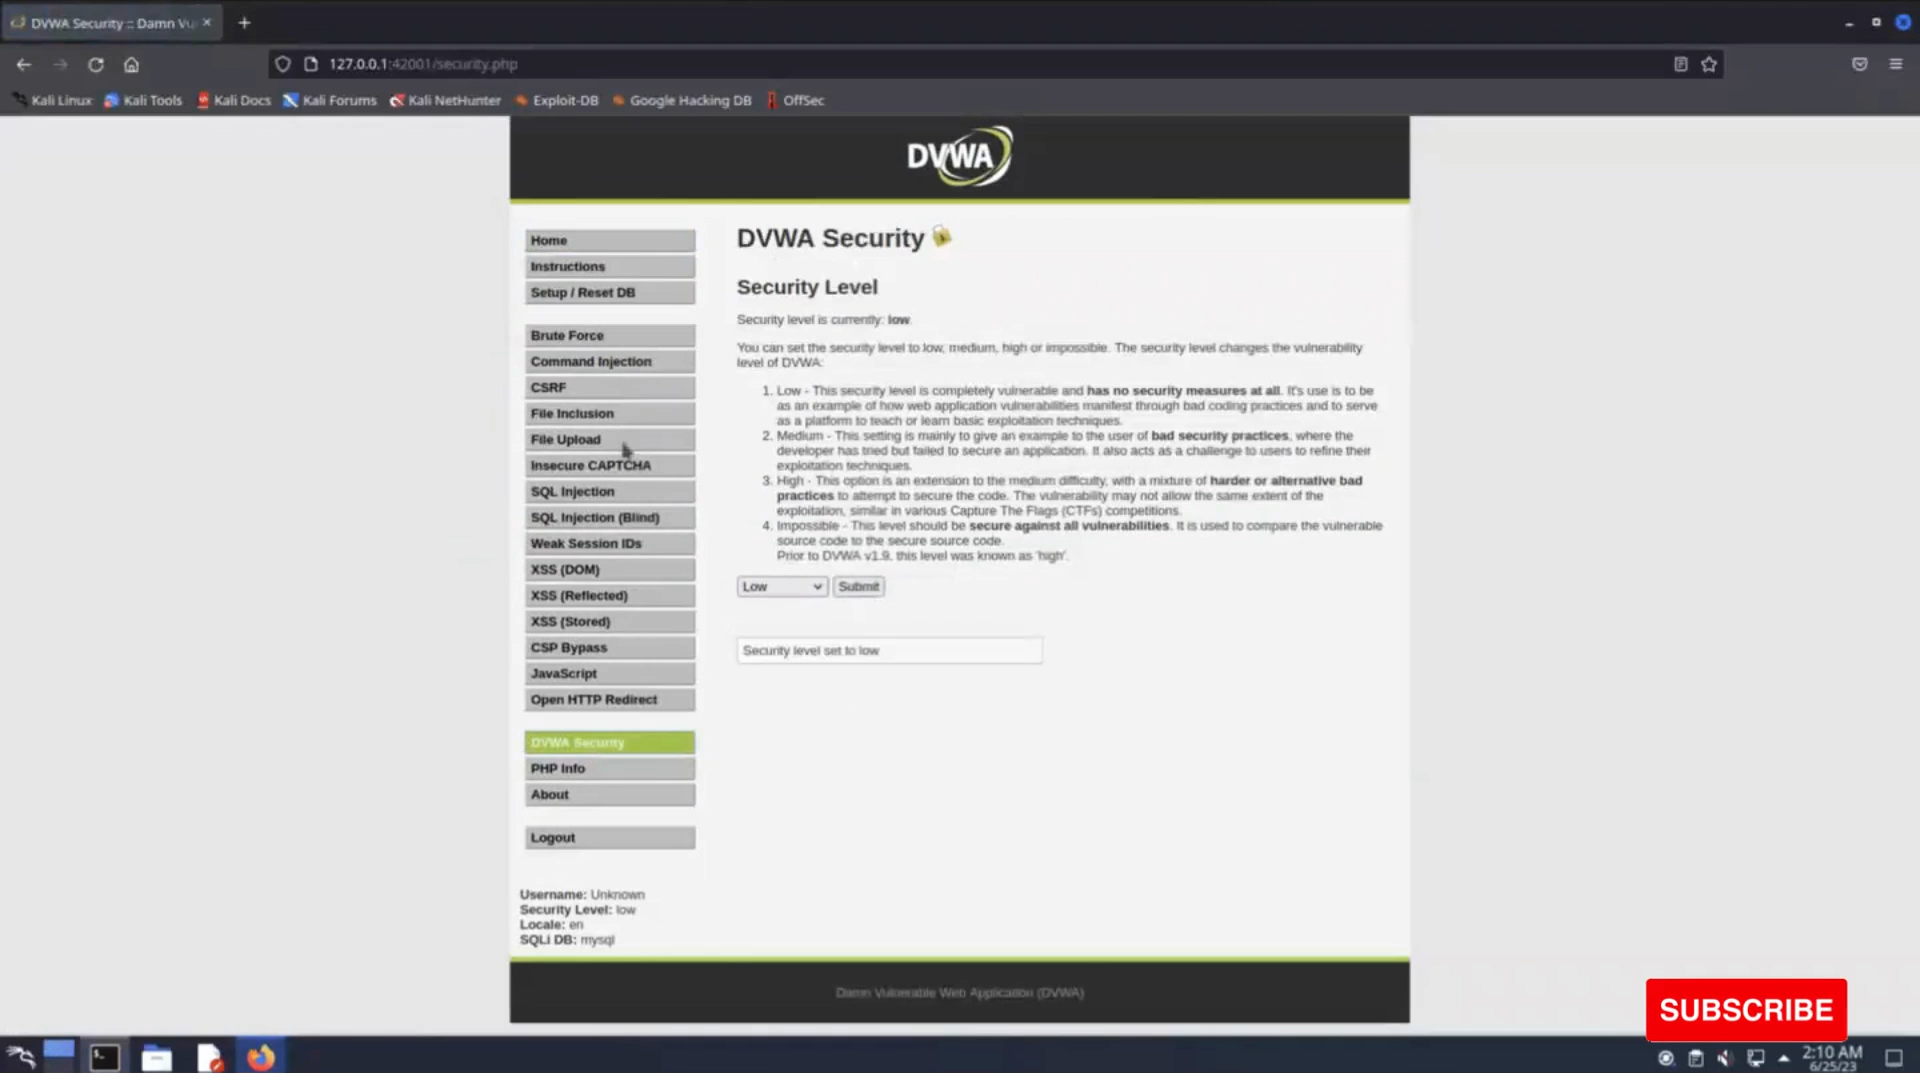 DVWA Security :: Damn Vu
127.0.0.1:42001/security.php
Kali Linux
Kali Tools
Kali Docs
Kali Forums
Kali NetHunter
Exploit-DB
Google Hacking DB
OffSec
DVWA
Home
Instructions
Setup / Reset DB
Brute Force
Command Injection
CSRF
File Inclusion
File Upload
Insecure CAPTCHA
SQL Injection
SQL Injection (Blind)
Weak Session IDs
XSS (DOM)
XSS (Reflected)
XSS (Stored)
CSP Bypass
JavaScript
Open HTTP Redirect
DVWA Security
PHP Info
About
Logout
Username: Unknown
Security Level: low
Locale: en
SQLi DB: mysql
DVWA Security
Security Level
Security level is currently: low.
You can set the security level to low, medium, high or impossible. The security level changes the vulnerability
level of DVWA:
1. Low - This security level is completely vulnerable and has no security measures at all. It's use is to be
as an example of how web application vulnerabilities manifest through bad coding practices and to serve
as a platform to teach or learn basic exploitation techniques.
2. Medium - This setting is mainly to give an example to the user of bad security practices, where the
developer has tried but failed to secure an application. It also acts as a challenge to users to refine their
exploitation techniques.
3. High - This option is an extension to the medium difficulty, with a mixture of harder or alternative bad
practices to attempt to secure the code. The vulnerability may not allow the same extent of the
exploitation, similar in various Capture The Flags (CTFs) competitions.
4. Impossible - This level should be secure against all vulnerabilities. It is used to compare the vulnerable
source code to the secure source code.
Prior to DVWA v1.9, this level was known as 'high'.
Low
Submit
Security level set to low
Damn Vulnerable Web Application (DVWA)
SUBSCRIBE
2:10 AM
6/25/23